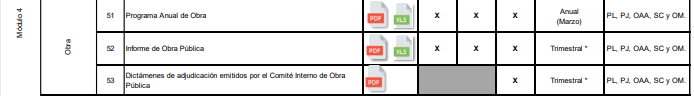 Módulo 4
Obra
51 Programa Anual de Obra PDF XLS X X X Anual (Marzo) PL, PJ, OAA, SC y OM.
52 Informe de Obra Pública PDF XLS X X X Trimestral * PL, PJ, OAA, SC y OM.
53 Dictámenes de adjudicación emitidos por el Comité Interno de Obra Pública PDF X Trimestral * PL, PJ, OAA, SC y OM.